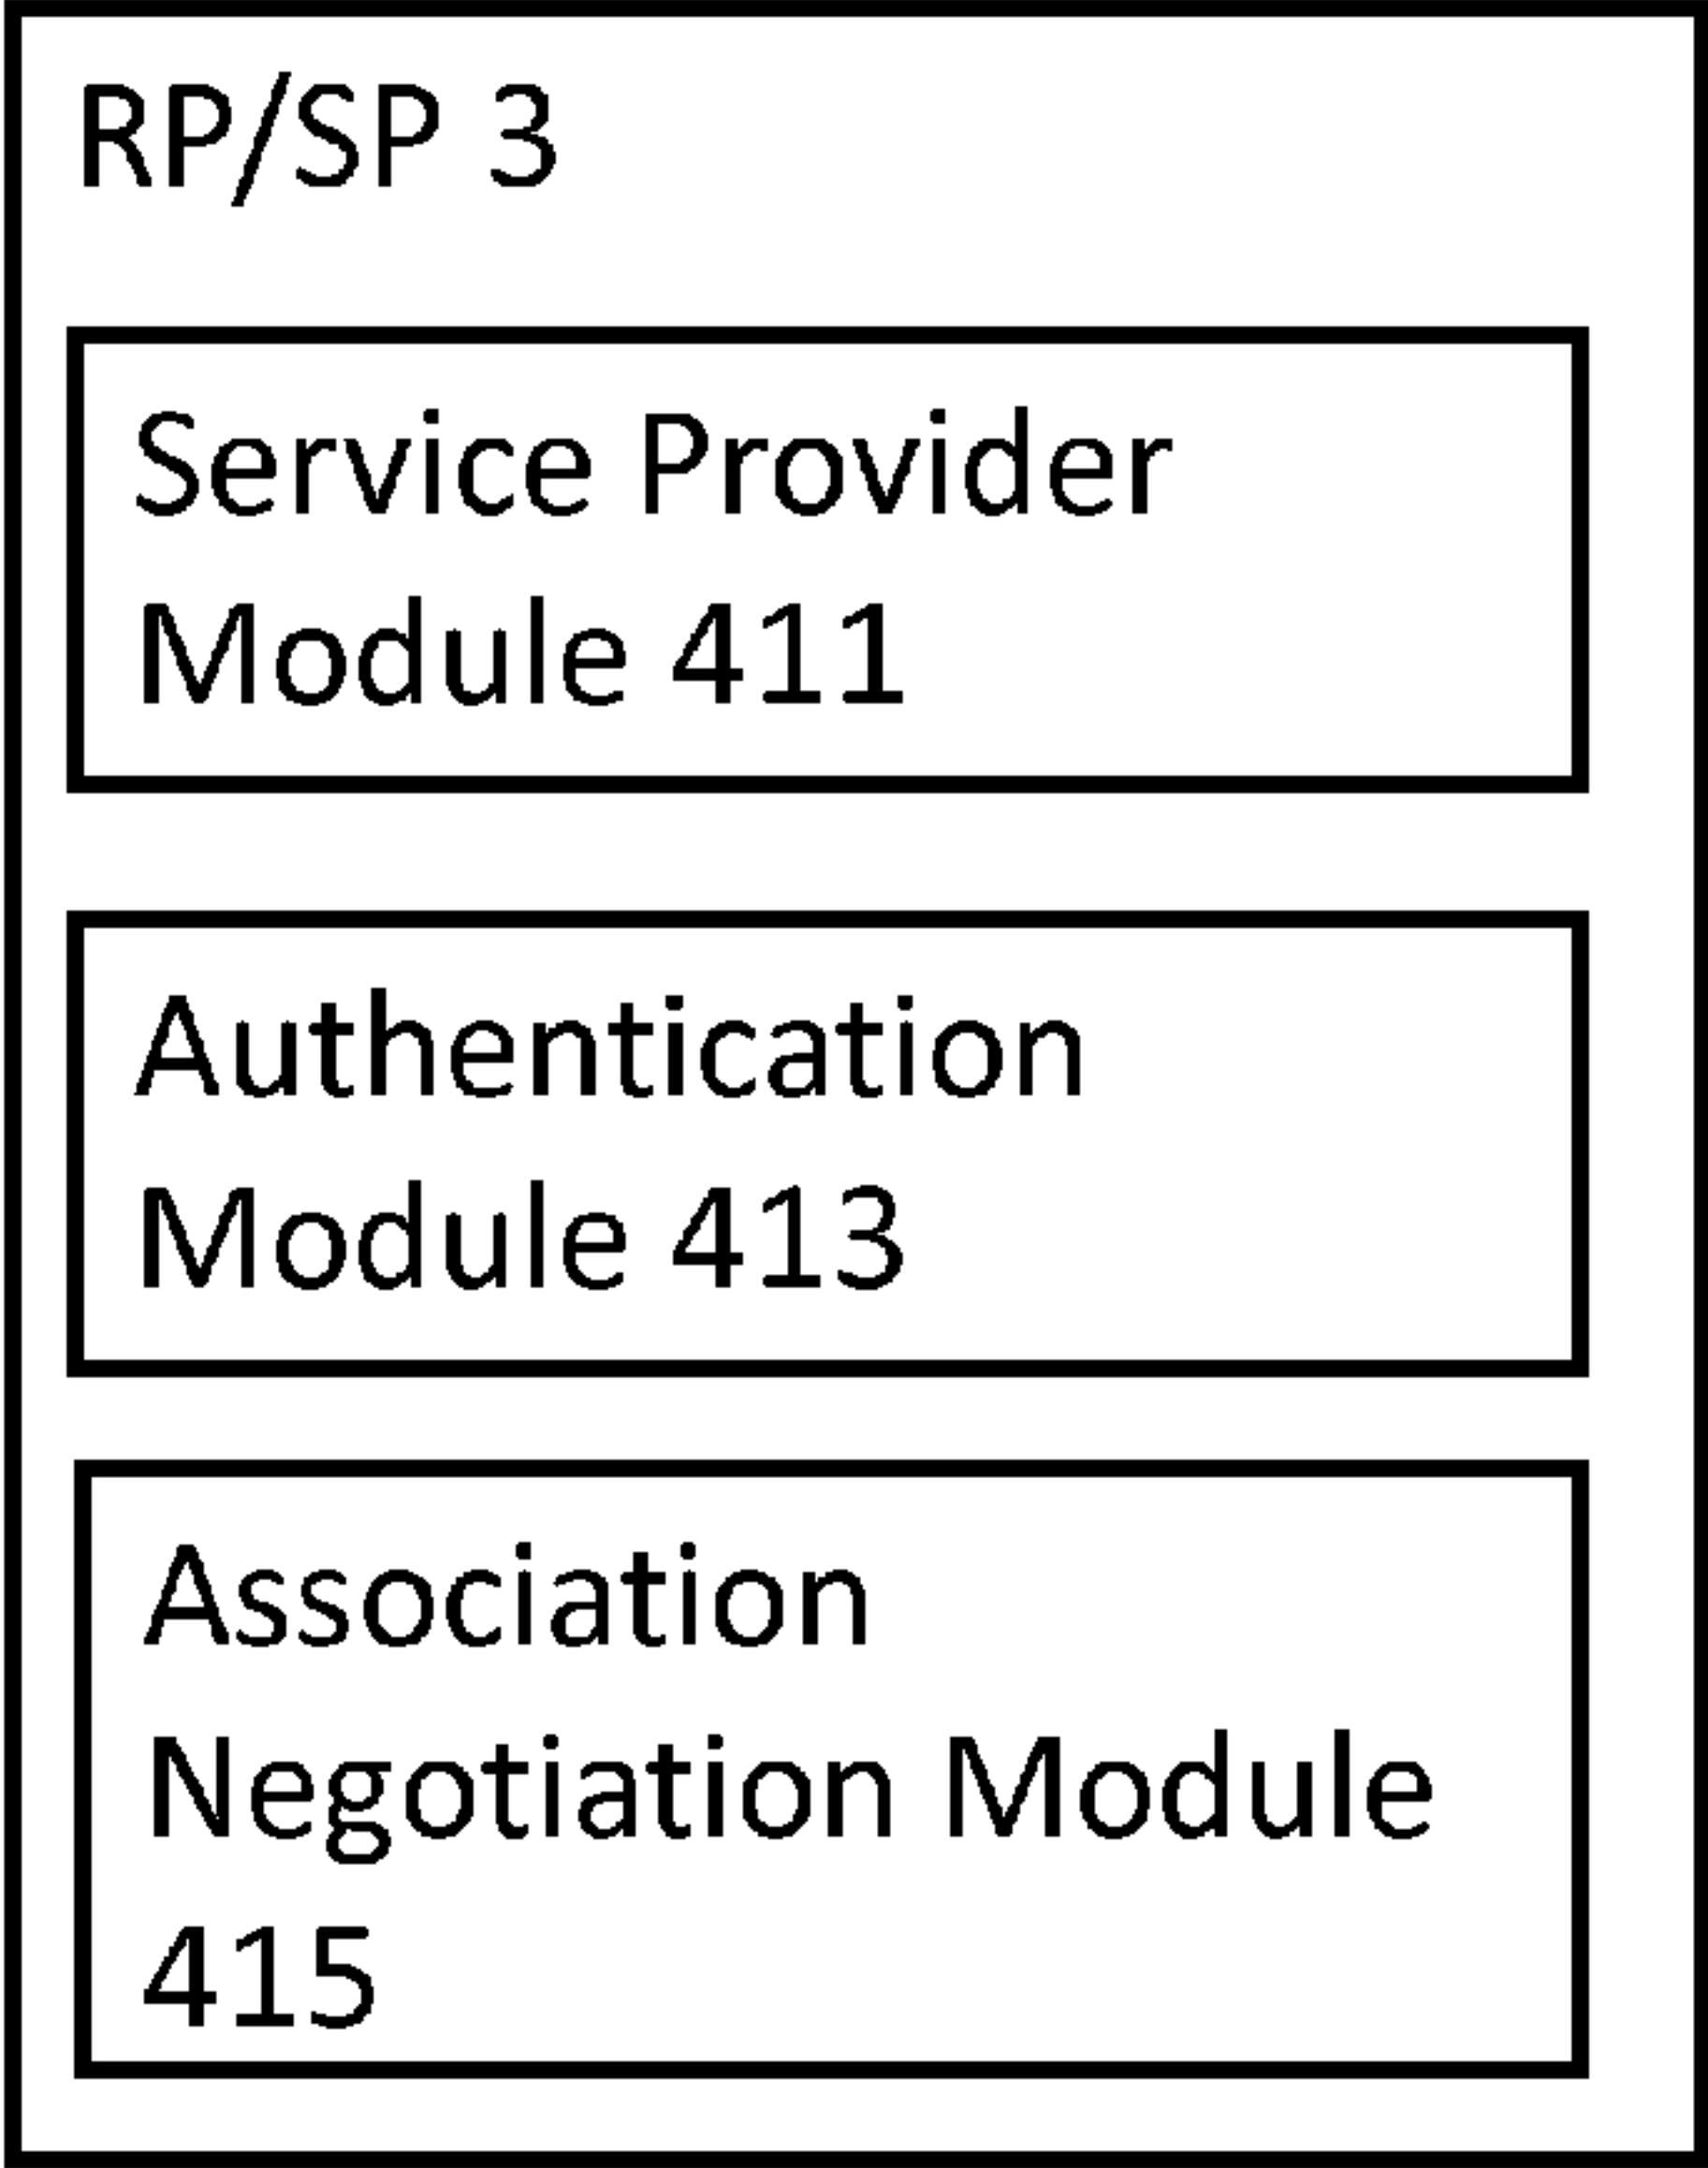 RP/SP 3
Service Provider
Module 411
Authentication
Module 413
Association
Negotiation Module
415